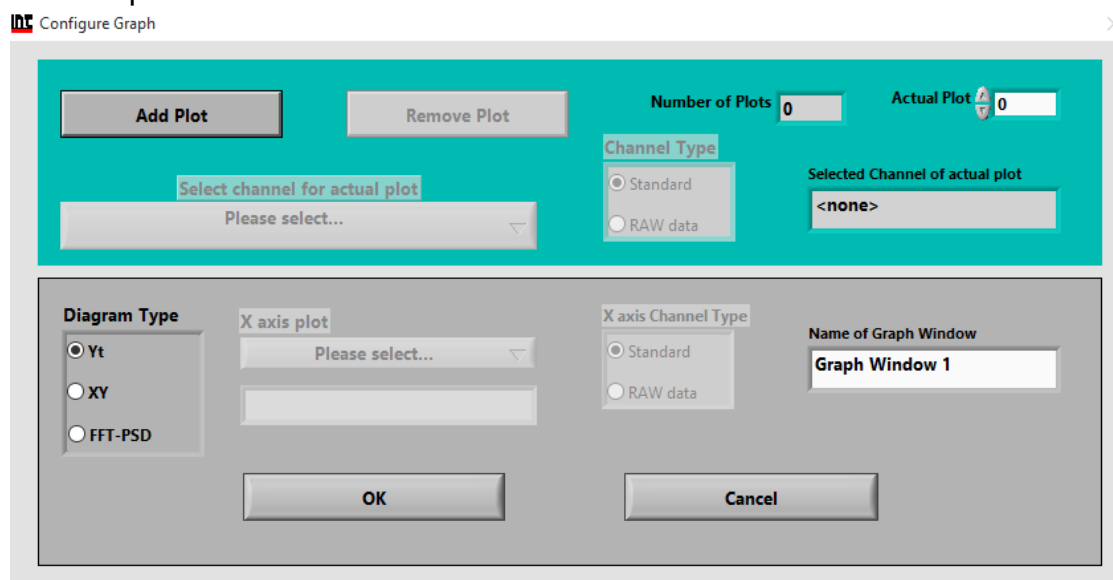 Configure Graph
Add Plot
Remove Plot
Number of Plots 0
Actual Plot 0
Select channel for actual plot
Please select...
Channel Type
Standard
RAW data
Selected Channel of actual plot
<none>
Diagram Type
Yt
XY
FFT-PSD
X axis plot
Please select...
X axis Channel Type
Standard
RAW data
Name of Graph Window
Graph Window 1
OK
Cancel